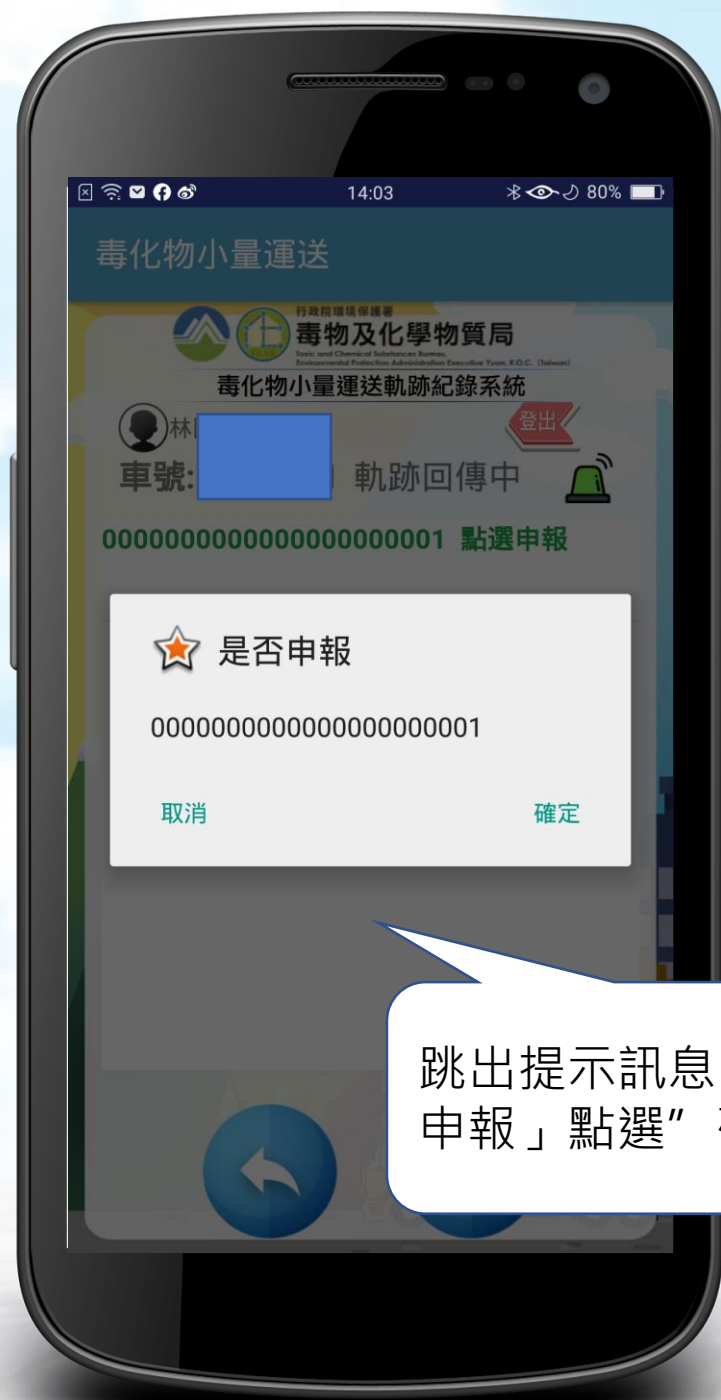 14:03
80%
毒化物小量運送
行政院環境保護署
毒物及化學物質局
Toxic and Chemical Substances Bureau,
Environmental Protection Administration Executive Yuan, R.O.C. (Taiwan)
毒化物小量運送軌跡紀錄系統
林
登出
車號:
軌跡回傳中
0000000000000000000001 點選申報
是否申報
0000000000000000000001
取消
確定
跳出提示訊息
申報」點選”